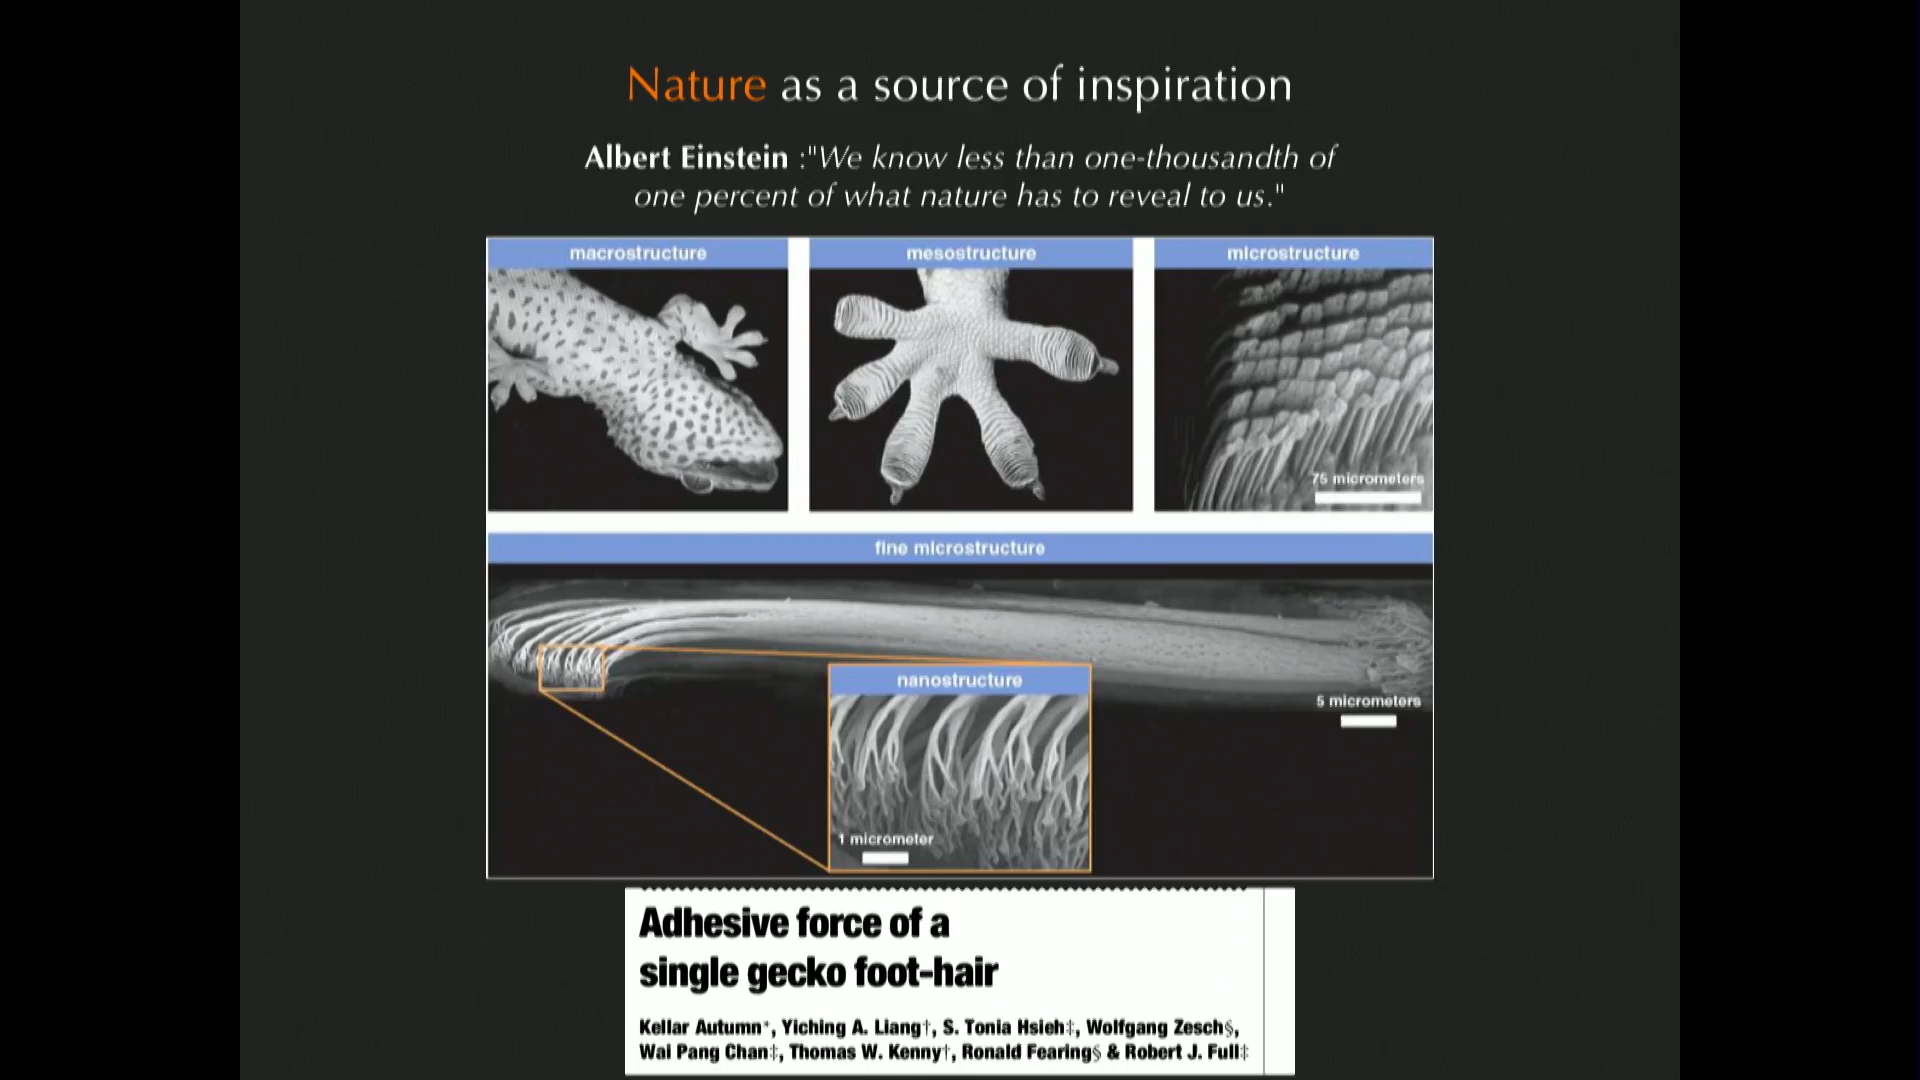 Nature as a source of inspiration
Albert Einstein :"We know less than one-thousandth of
one percent of what nature has to reveal to us."
macrostructure
mesostructure
microstructure
75 micrometers
fine microstructure
nanostructure
5 micrometers
1 micrometer
Adhesive force of a
single gecko foot-hair
Kellar Autumn*, Yiching A. Liang†, S. Tonia Hsieh‡, Wolfgang Zesch§,
Wai Pang Chan‡, Thomas W. Kenny†, Ronald Fearing§ & Robert J. Full‡